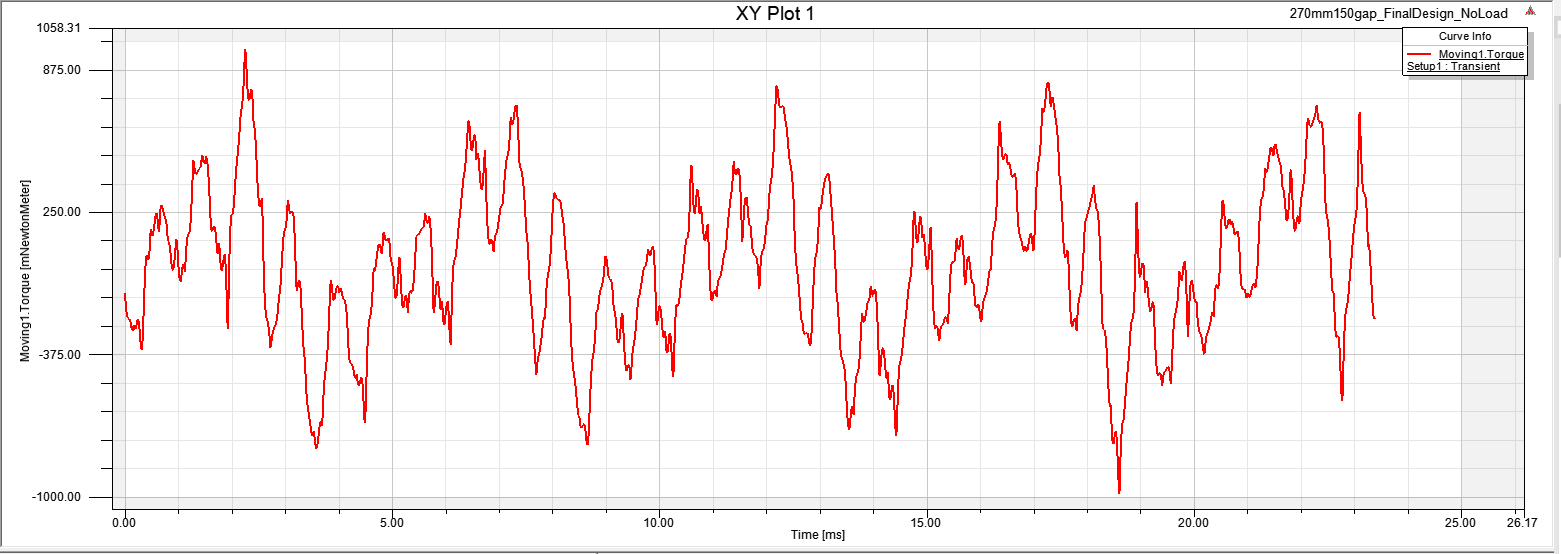 XY Plot 1
270mm150gap_FinalDesign_NoLoad
Curve Info
Moving1.Torque
Setup1 : Transient
Moving1.Torque [mNewtonMeter]
1058.31
875.00
250.00
-375.00
-1000.00
0.00 5.00 10.00 15.00 20.00 25.00 26.17
Time [ms]